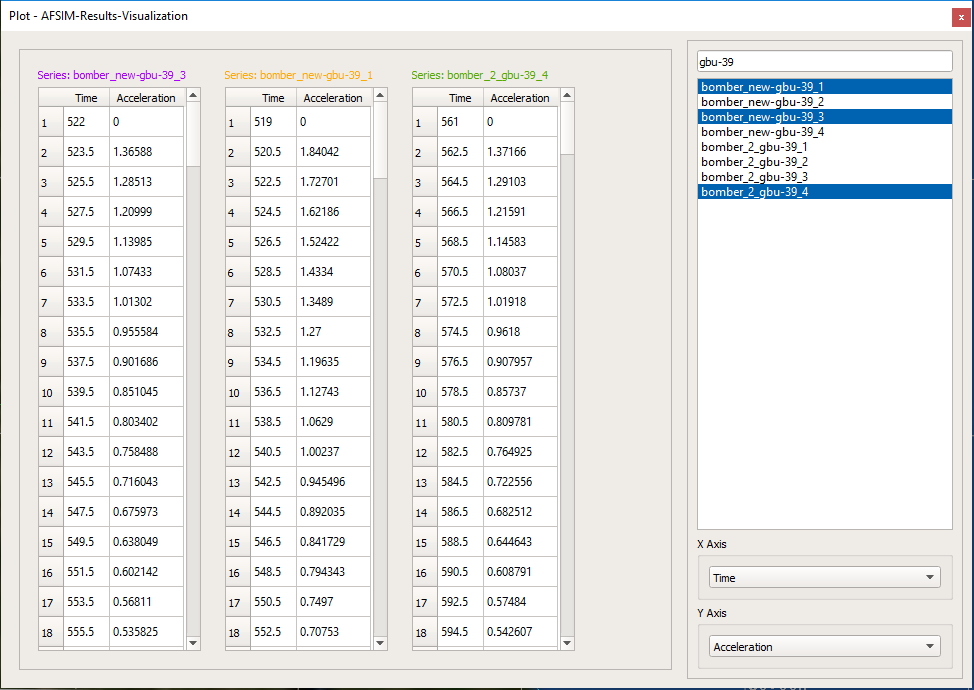 Plot - AFSIM-Results-Visualization
x
Series: bomber_new-gbu-39_3
Time Acceleration
1 522 0
2 523.5 1.36588
3 525.5 1.28513
4 527.5 1.20999
5 529.5 1.13985
6 531.5 1.07433
7 533.5 1.01302
8 535.5 0.955584
9 537.5 0.901686
10 539.5 0.851045
11 541.5 0.803402
12 543.5 0.758488
13 545.5 0.716043
14 547.5 0.675973
15 549.5 0.638049
16 551.5 0.602142
17 553.5 0.56811
18 555.5 0.535825
Series: bomber_new-gbu-39_1
Time Acceleration
1 519 0
2 520.5 1.84042
3 522.5 1.72701
4 524.5 1.62186
5 526.5 1.52422
6 528.5 1.4334
7 530.5 1.3489
8 532.5 1.27
9 534.5 1.19635
10 536.5 1.12743
11 538.5 1.0629
12 540.5 1.00237
13 542.5 0.945496
14 544.5 0.892035
15 546.5 0.841729
16 548.5 0.794343
17 550.5 0.7497
18 552.5 0.70753
Series: bomber_2_gbu-39_4
Time Acceleration
1 561 0
2 562.5 1.37166
3 564.5 1.29103
4 566.5 1.21591
5 568.5 1.14583
6 570.5 1.08037
7 572.5 1.01918
8 574.5 0.9618
9 576.5 0.907957
10 578.5 0.85737
11 580.5 0.809781
12 582.5 0.764925
13 584.5 0.722556
14 586.5 0.682512
15 588.5 0.644643
16 590.5 0.608791
17 592.5 0.57484
18 594.5 0.542607
gbu-39
bomber_new-gbu-39_1
bomber_new-gbu-39_2
bomber_new-gbu-39_3
bomber_new-gbu-39_4
bomber_2_gbu-39_1
bomber_2_gbu-39_2
bomber_2_gbu-39_3
bomber_2_gbu-39_4
X Axis
Time
Y Axis
Acceleration